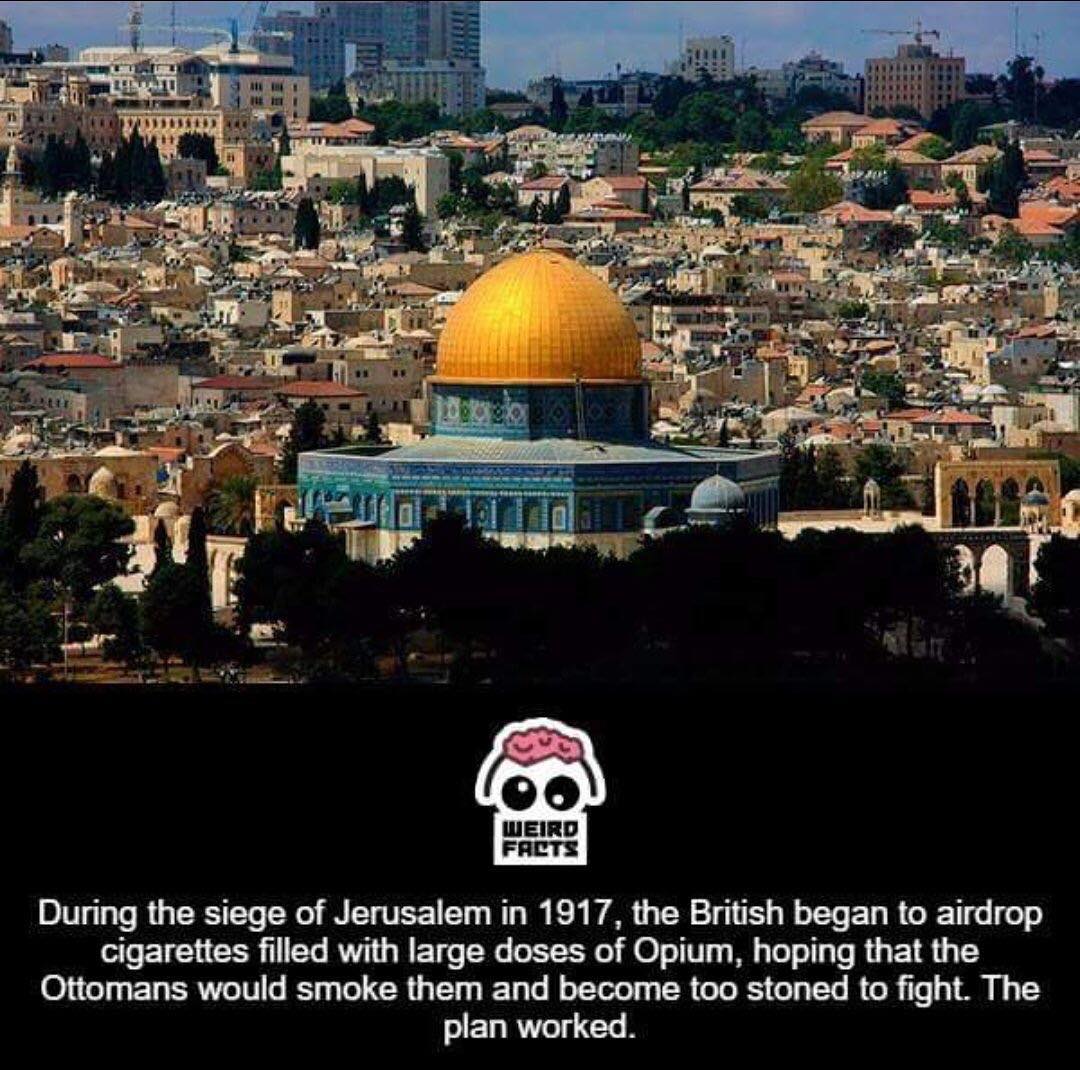 WEIRD
FACTS
During the siege of Jerusalem in 1917, the British began to airdrop
cigarettes filled with large doses of Opium, hoping that the
Ottomans would smoke them and become too stoned to fight. The
plan worked.